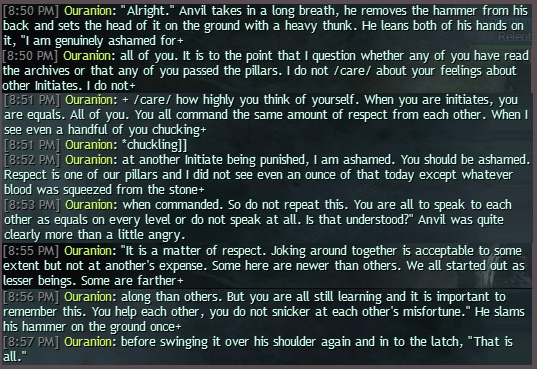 [8:50 PM] Ouranion: "Alright." Anvil takes in a long breath, he removes the hammer from his
back and sets the head of it on the ground with a heavy thunk. He leans both of his hands on
it, "I am genuinely ashamed for+
[8:50 PM] Ouranion: all of you. It is to the point that I question whether any of you have read
the archives or that any of you passed the pillars. I do not /care/ about your feelings about
other Initiates. I do not+
[8:51 PM] Ouranion: + /care/ how highly you think of yourself. When you are initiates, you
are equals. All of you. You all command the same amount of respect from each other. When I
see even a handful of you chucking+
[8:51 PM] Ouranion: *chuckling]]
[8:52 PM] Ouranion: at another Initiate being punished, I am ashamed. You should be ashamed.
Respect is one of our pillars and I did not see even an ounce of that today except whatever
blood was squeezed from the stone+
[8:53 PM] Ouranion: when commanded. So do not repeat this. You are all to speak to each
other as equals on every level or do not speak at all. Is that understood?" Anvil was quite
clearly more than a little angry.
[8:55 PM] Ouranion: "It is a matter of respect. Joking around together is acceptable to some
extent but not at another's expense. Some here are newer than others. We all started out as
lesser beings. Some are farther+
[8:56 PM] Ouranion: along than others. But you are all still learning and it is important to
remember this. You help each other, you do not snicker at each other's misfortune." He slams
his hammer on the ground once+
[8:57 PM] Ouranion: before swinging it over his shoulder again and in to the latch, "That is
all."